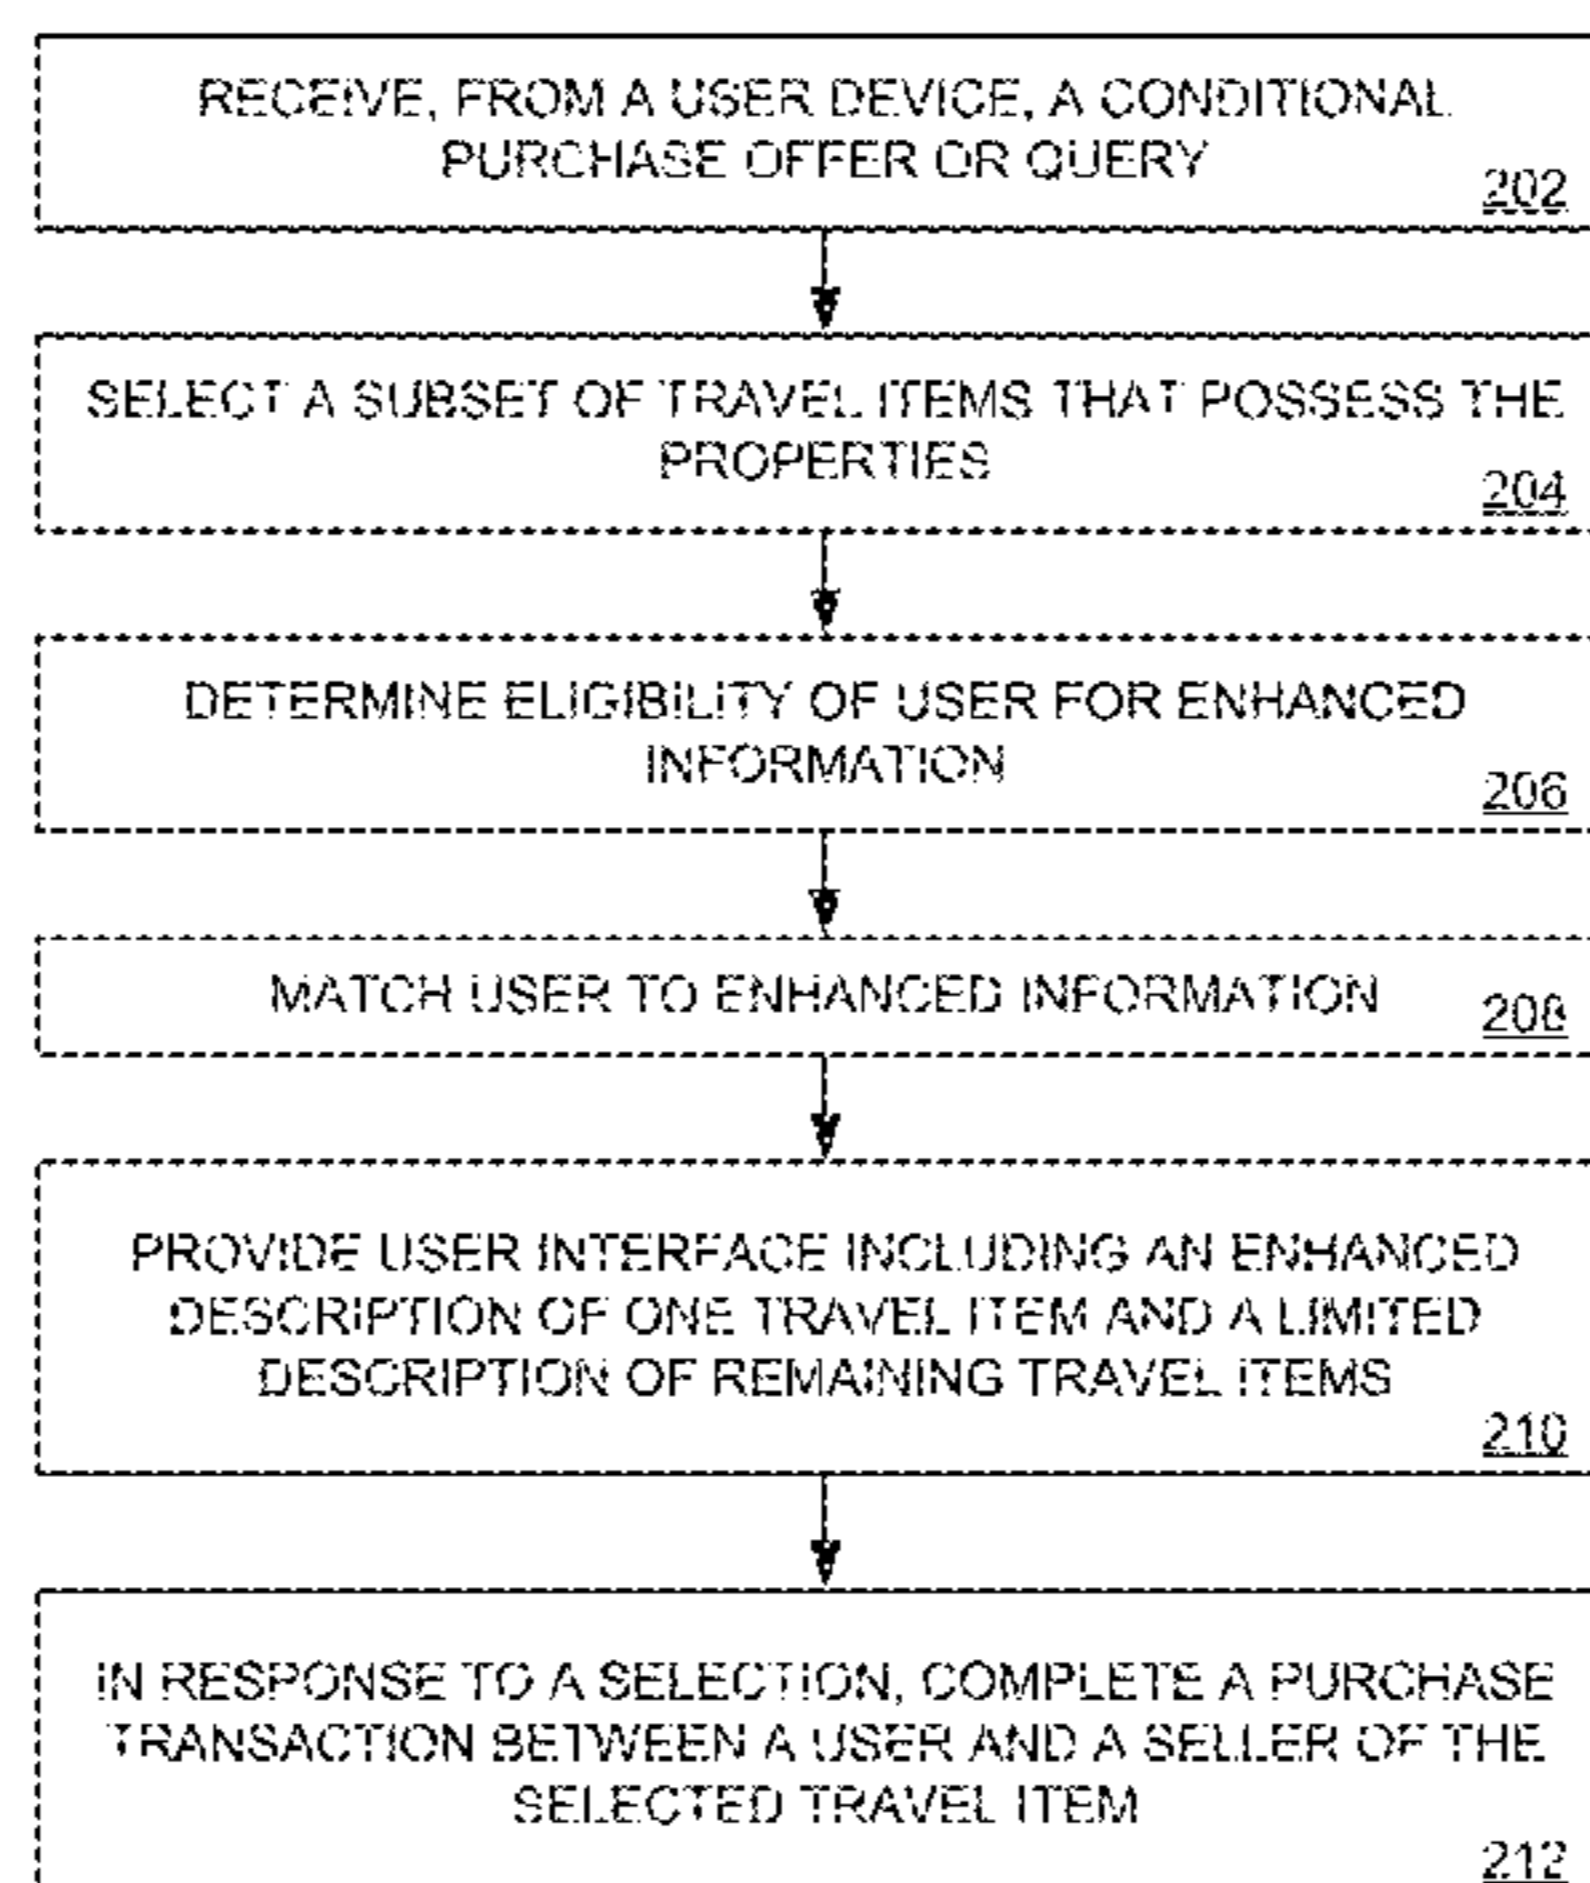 RECEIVE, FROM A USER DEVICE, A CONDITIONAL
PURCHASE OFFER OR QUERY
202
SELECT A SUBSET OF TRAVEL ITEMS THAT POSSESS THE
PROPERTIES
204
DETERMINE ELIGIBILITY OF USER FOR ENHANCED
INFORMATION
206
MATCH USER TO ENHANCED INFORMATION
208
PROVIDE USER INTERFACE INCLUDING AN ENHANCED
DESCRIPTION OF ONE TRAVEL ITEM AND A LIMITED
DESCRIPTION OF REMAINING TRAVEL ITEMS
210
IN RESPONSE TO A SELECTION, COMPLETE A PURCHASE
TRANSACTION BETWEEN A USER AND A SELLER OF THE
SELECTED TRAVEL ITEM
212